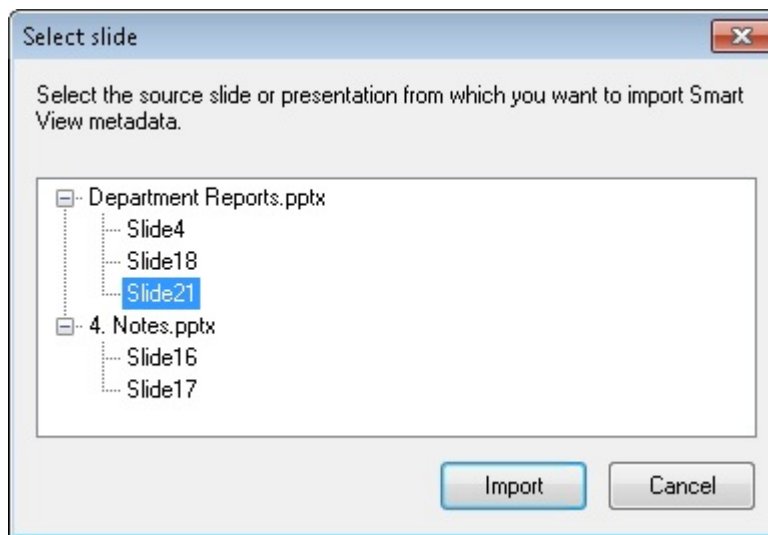 Select slide
Select the source slide or presentation from which you want to import Smart
View metadata.
Department Reports.pptx
Slide4
Slide18
Slide21
4. Notes.pptx
Slide16
Slide17
Import
Cancel